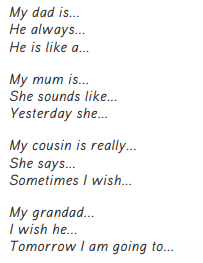 My dad is...
He always...
He is like a...
My mum is...
She sounds like...
Yesterday she...
My cousin is really...
She says...
Sometimes I wish...
My grandad...
I wish he...
Tomorrow I am going to...